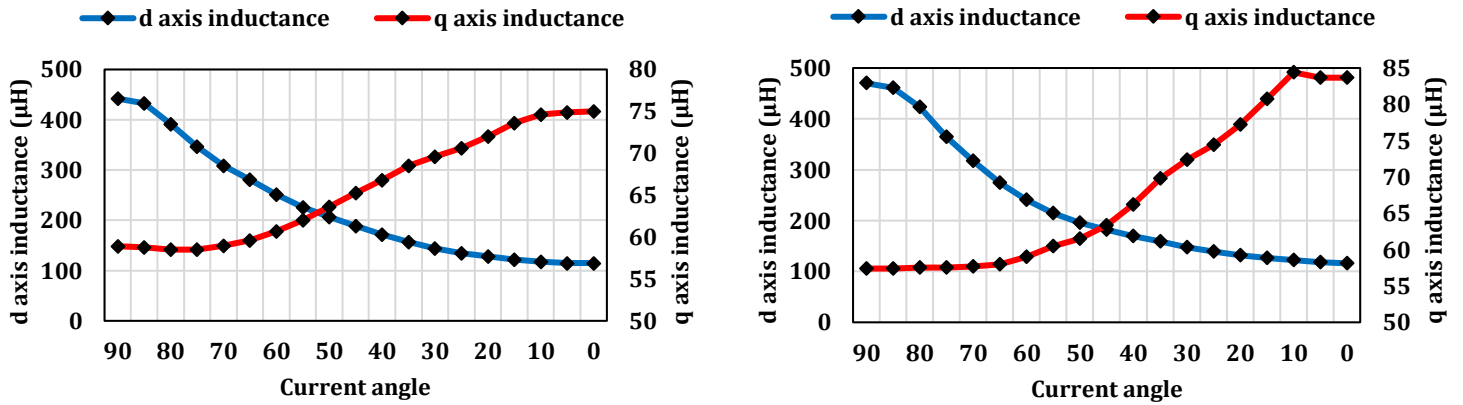 d axis inductance
q axis inductance
d axis inductance (μH)
500
400
300
200
100
0
80
75
70
65
60
55
50
q axis inductance (μH)
90 80 70 60 50 40 30 20 10 0
Current angle
d axis inductance
q axis inductance
d axis inductance (μH)
500
400
300
200
100
0
85
80
75
70
65
60
55
50
q axis inductance (μH)
90 80 70 60 50 40 30 20 10 0
Current angle